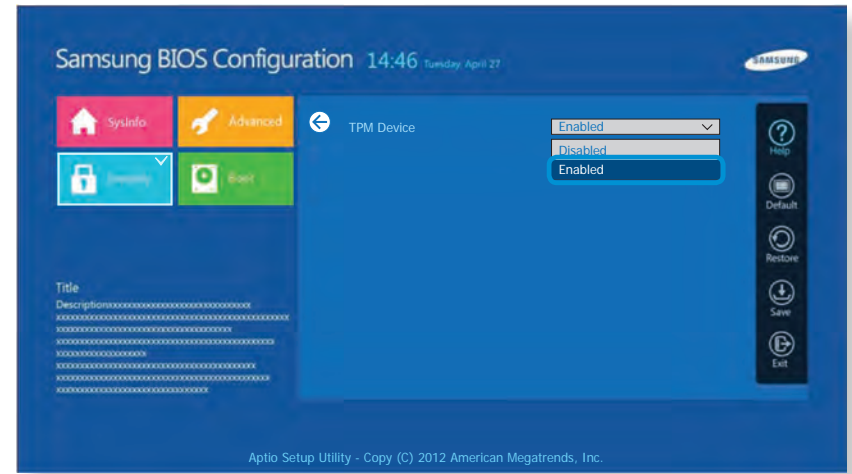 Samsung BIOS Configuration 14:46 Tuesday April 27
SAMSUNG
SysInfo
Advanced
Security
Boot
TPM Device
Enabled
Disabled
Enabled
Help
Default
Restore
Save
Exit
Title
Descriptionxxxxxxxxxxxxxxxxxxxxxxxxxxxxxx
Aptio Setup Utility - Copy (C) 2012 American Megatrends, Inc.